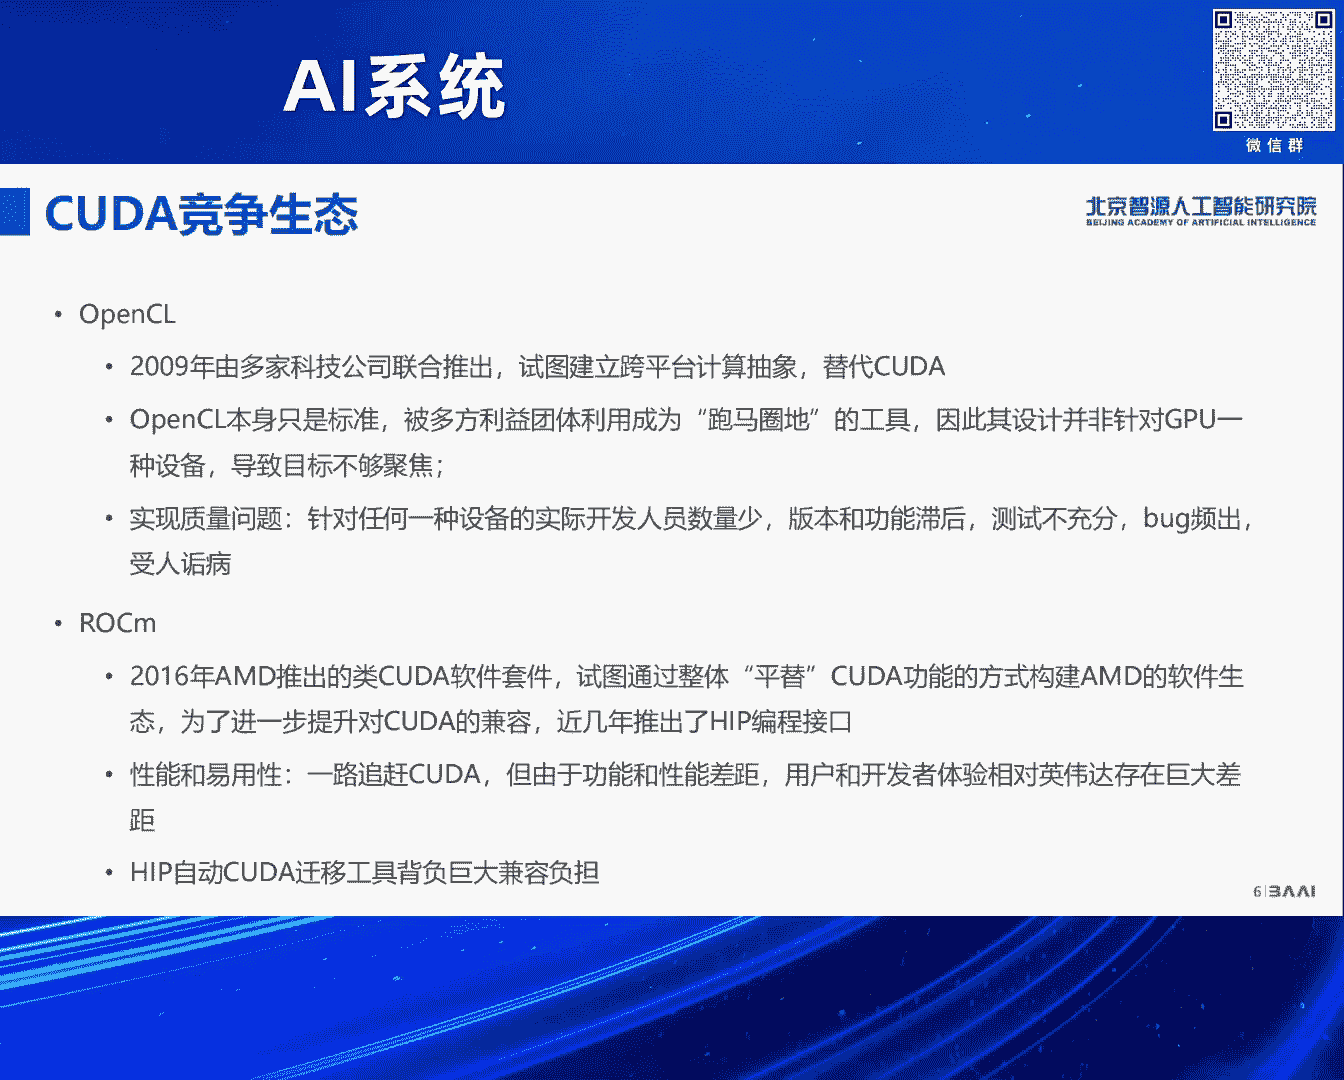 AI系统
微信群
CUDA竞争生态
北京智源人工智能研究院
BEIJING ACADEMY OF ARTIFICIAL INTELLIGENCE
• OpenCL
• 2009年由多家科技公司联合推出，试图建立跨平台计算抽象，替代CUDA
• OpenCL本身只是标准，被多方利益团体利用成为“跑马圈地”的工具，因此其设计并非针对GPU一
种设备，导致目标不够聚焦；
• 实现质量问题：针对任何一种设备的实际开发人员数量少，版本和功能滞后，测试不充分，bug频出，
受人诟病
• ROCm
• 2016年AMD推出的类CUDA软件套件，试图通过整体“平替”CUDA功能的方式构建AMD的软件生
态，为了进一步提升对CUDA的兼容，近几年推出了HIP编程接口
• 性能和易用性：一路追赶CUDA，但由于功能和性能差距，用户和开发者体验相对英伟达存在巨大差
距
• HIP自动CUDA迁移工具背负巨大兼容负担
6 | BAAI